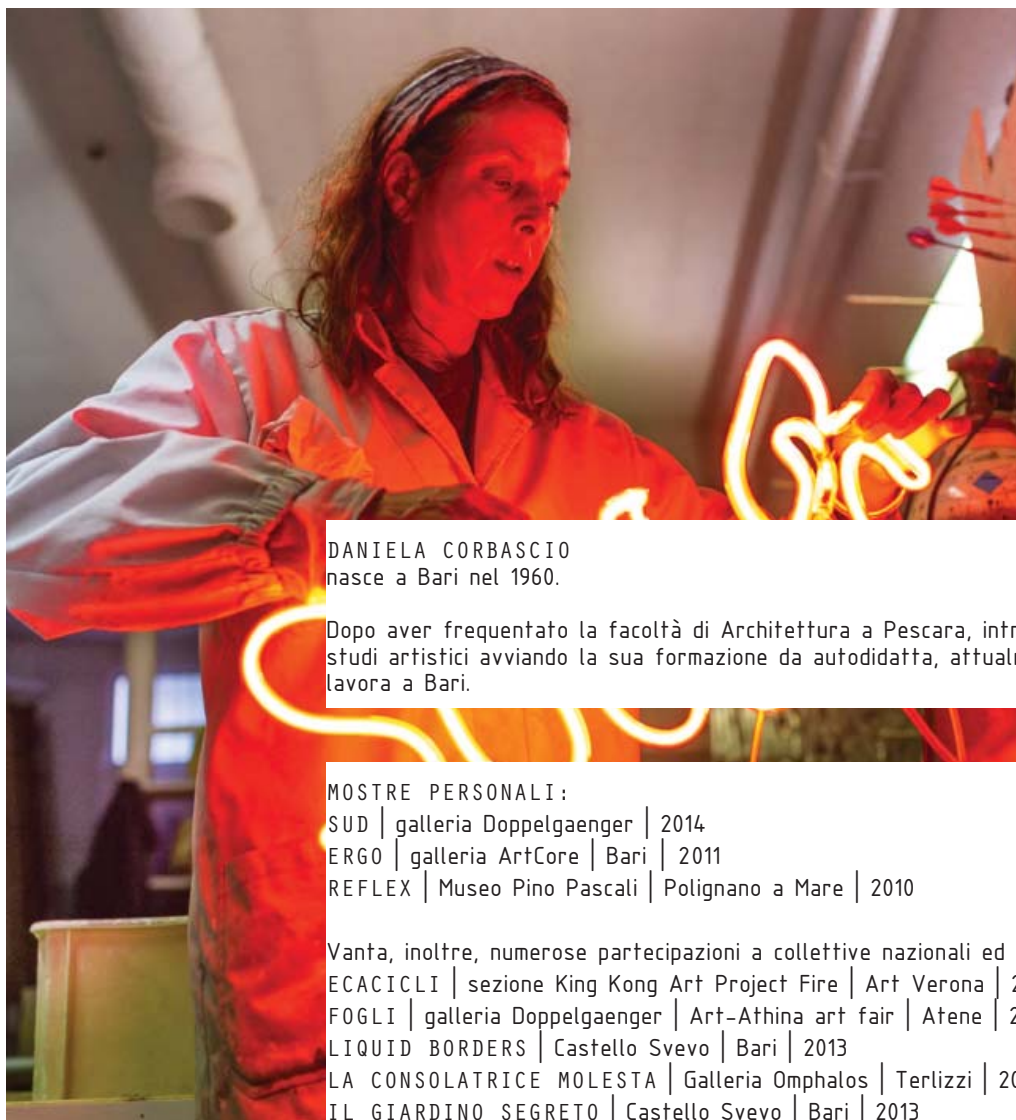 DANIELA CORBASCIO
nasce a Bari nel 1960.
Dopo aver frequentato la facoltà di Architettura a Pescara,
studi artistici avviando la sua formazione da autodidatta,
lavora a Bari.
MOSTRE PERSONALI:
SUD | galleria Doppelgaenger | 2014
ERGO | galleria ArtCore | Bari | 2011
REFLEX | Museo Pino Pascali | Polignano a Mare | 2010
Vanta, inoltre, numerose partecipazioni a collettive nazionali ed
ECACICLI | sezione King Kong Art Project Fire | Art Verona |
FOGLI | galleria Doppelgaenger | Art-Athina art fair | Atene |
LIQUID BORDERS | Castello Svevo | Bari | 2013
LA CONSOLATRICE MOLESTA | Galleria Omphalos | Terlizzi |
IL GIARDINO SEGRETO | Castello Svevo | Bari | 2013